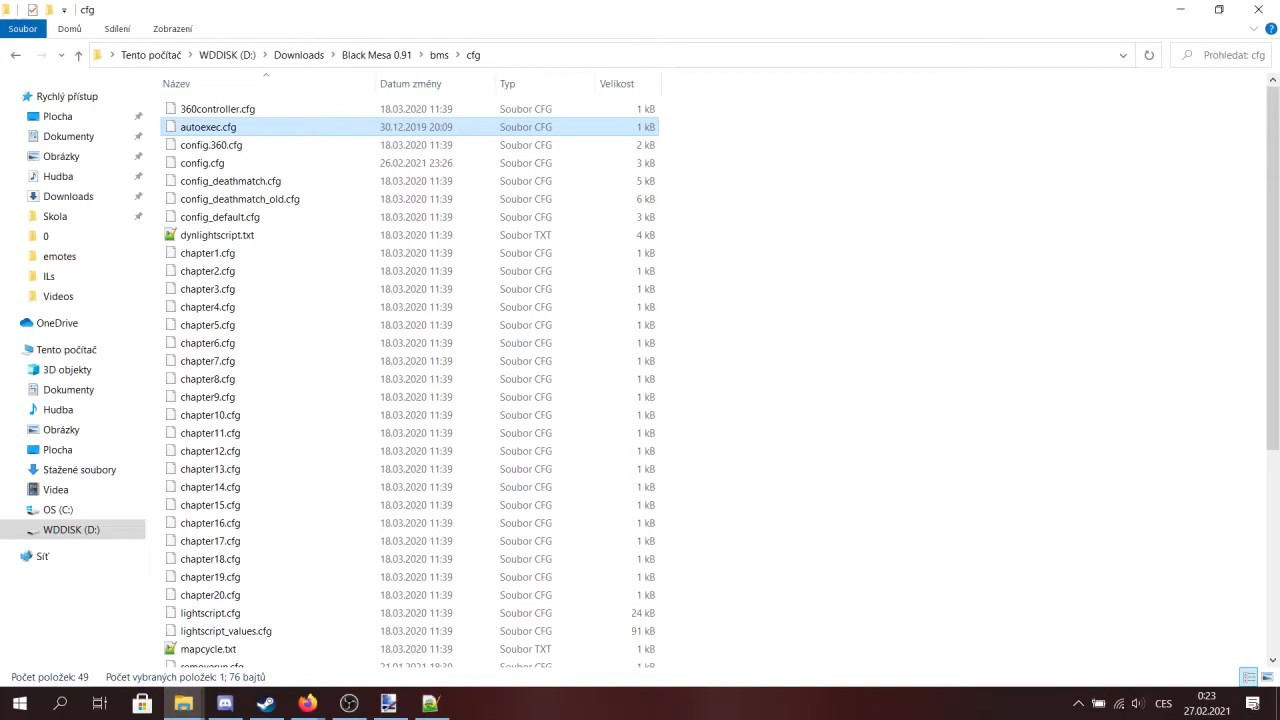 cfg
Soubor Domů Sdílení Zobrazení
Tento počítač > WDDISK (D:) > Downloads > Black Mesa 0.91 > bms > cfg Prohledat: cfg
Název Datum změny Typ Velikost
Rychlý přístup
Plocha
Dokumenty
Obrázky
Hudba
Downloads
Skola
0
emotes
ILs
Videos
OneDrive
Tento počítač
3D objekty
Dokumenty
Hudba
Obrázky
Plocha
Stažené soubory
Videa
OS (C:)
WDDISK (D:)
Síť
360controller.cfg 18.03.2020 11:39 Soubor CFG 1 kB
autoexec.cfg 30.12.2019 20:09 Soubor CFG 1 kB
config.360.cfg 18.03.2020 11:39 Soubor CFG 2 kB
config.cfg 26.02.2021 23:26 Soubor CFG 3 kB
config_deathmatch.cfg 18.03.2020 11:39 Soubor CFG 5 kB
config_deathmatch_old.cfg 18.03.2020 11:39 Soubor CFG 6 kB
config_default.cfg 18.03.2020 11:39 Soubor CFG 3 kB
dynlightscript.txt 18.03.2020 11:39 Soubor TXT 4 kB
chapter1.cfg 18.03.2020 11:39 Soubor CFG 1 kB
chapter2.cfg 18.03.2020 11:39 Soubor CFG 1 kB
chapter3.cfg 18.03.2020 11:39 Soubor CFG 1 kB
chapter4.cfg 18.03.2020 11:39 Soubor CFG 1 kB
chapter5.cfg 18.03.2020 11:39 Soubor CFG 1 kB
chapter6.cfg 18.03.2020 11:39 Soubor CFG 1 kB
chapter7.cfg 18.03.2020 11:39 Soubor CFG 1 kB
chapter8.cfg 18.03.2020 11:39 Soubor CFG 1 kB
chapter9.cfg 18.03.2020 11:39 Soubor CFG 1 kB
chapter10.cfg 18.03.2020 11:39 Soubor CFG 1 kB
chapter11.cfg 18.03.2020 11:39 Soubor CFG 1 kB
chapter12.cfg 18.03.2020 11:39 Soubor CFG 1 kB
chapter13.cfg 18.03.2020 11:39 Soubor CFG 1 kB
chapter14.cfg 18.03.2020 11:39 Soubor CFG 1 kB
chapter15.cfg 18.03.2020 11:39 Soubor CFG 1 kB
chapter16.cfg 18.03.2020 11:39 Soubor CFG 1 kB
chapter17.cfg 18.03.2020 11:39 Soubor CFG 1 kB
chapter18.cfg 18.03.2020 11:39 Soubor CFG 1 kB
chapter19.cfg 18.03.2020 11:39 Soubor CFG 1 kB
chapter20.cfg 18.03.2020 11:39 Soubor CFG 1 kB
lightscript.cfg 18.03.2020 11:39 Soubor CFG 24 kB
lightscript_values.cfg 18.03.2020 11:39 Soubor CFG 91 kB
mapcycle.txt 18.03.2020 11:39 Soubor TXT 1 kB
21.01.2021 18:30 Soubor CFG 1 kB
Počet položek: 49 Počet vybraných položek: 1; 76 bajtů
CES
0:23
27.02.2021